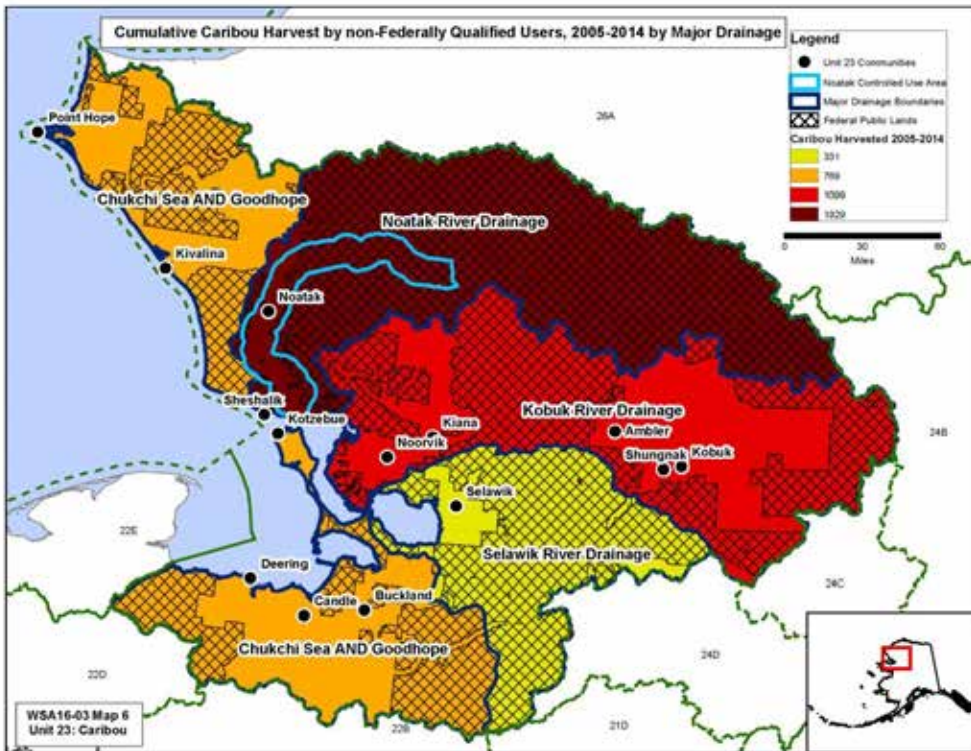 Cumulative Caribou Harvest by non-Federally Qualified Users, 2005-2014 by Major Drainage
Legend
Unit 23 Communities
Noatak Controlled Use Area
Major Drainage Boundaries
Federal Public Lands
Caribou Harvested 2005-2014
331
769
1929
0 30 60
Miles
26A
Point Hope
Chukchi Sea AND Goodhope
Noatak River Drainage
Kivalina
Noatak
Sheshalik
Kotzebue
Kobuk River Drainage
Kiana
Ambler
24B
Noorvik
Shungnak
Kobuk
Selawik
22E
Selawik River Drainage
Deering
24C
Candle
Buckland
Chukchi Sea AND Goodhope
24D
22D
22B
21D
WSA16-03 Map 6
Unit 23: Caribou